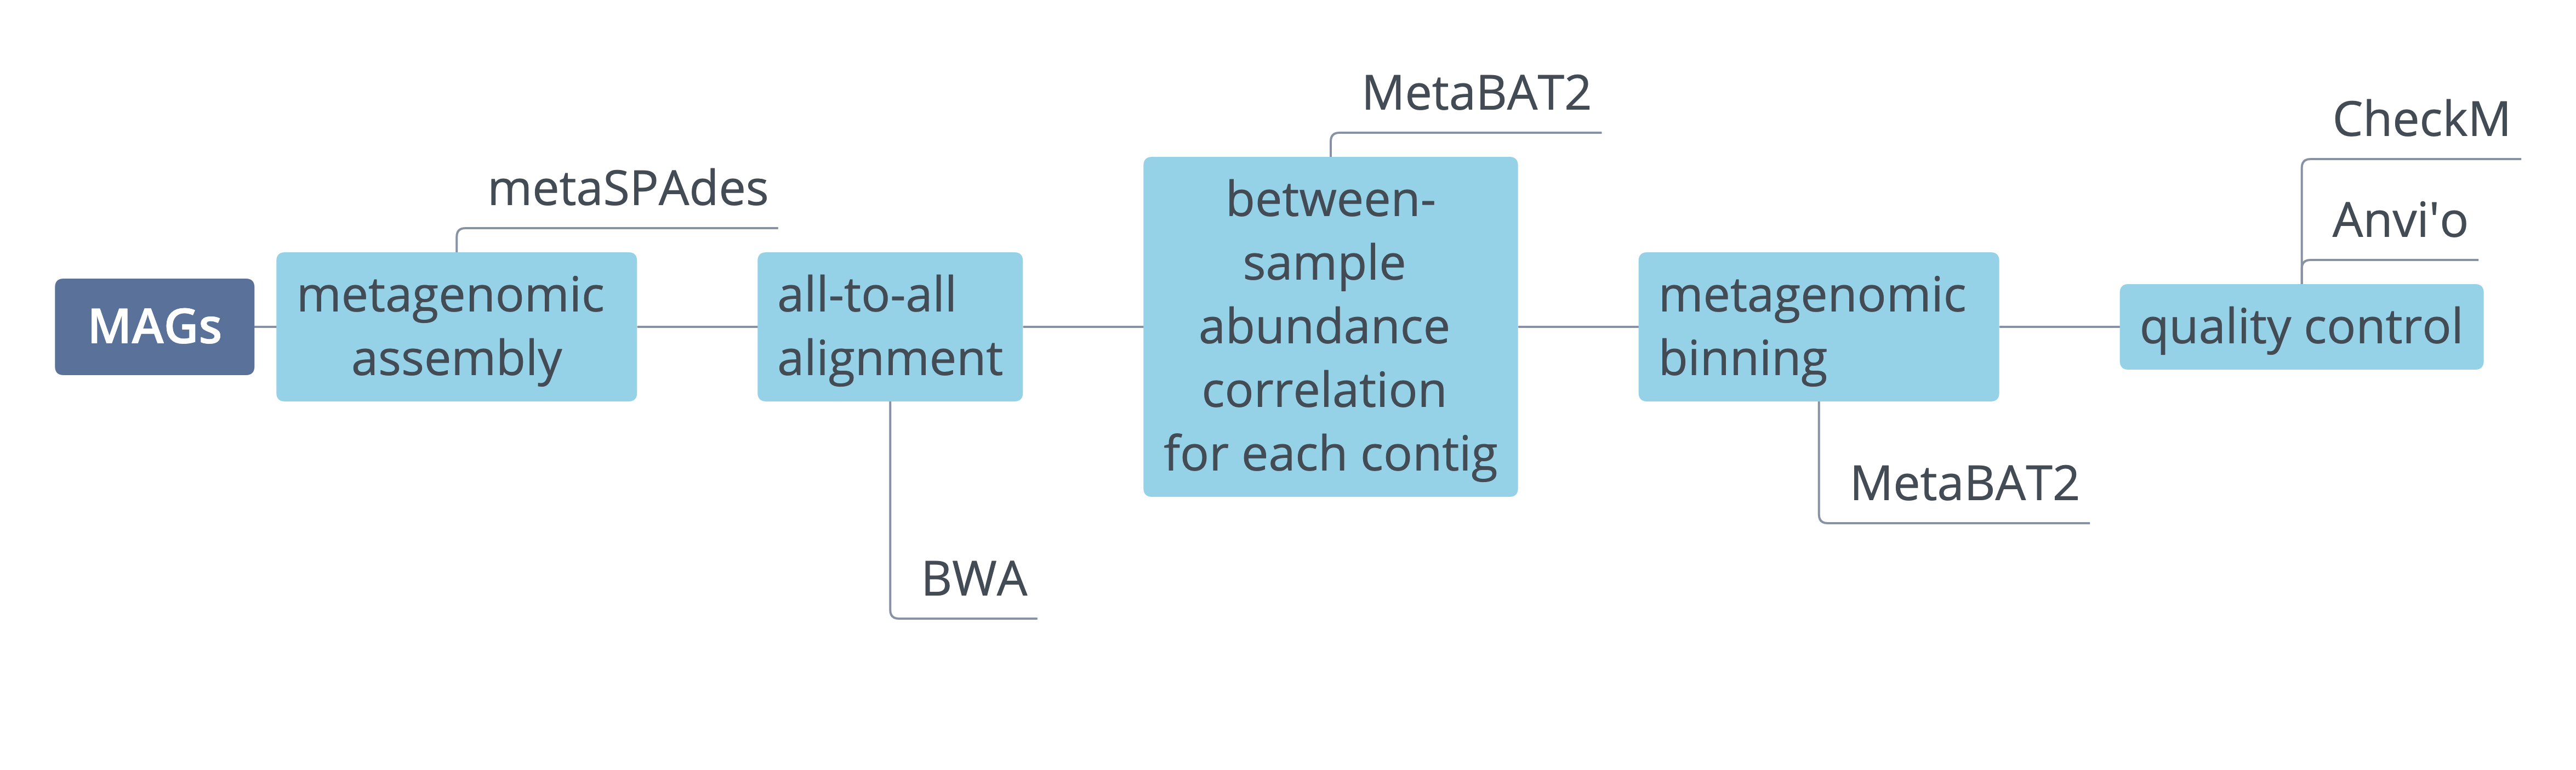 MAGs
metagenomic
assembly
metaSPAdes
all-to-all
alignment
BWA
between-
sample
abundance
correlation
for each contig
MetaBAT2
metagenomic
binning
MetaBAT2
quality control
CheckM
Anvi'o